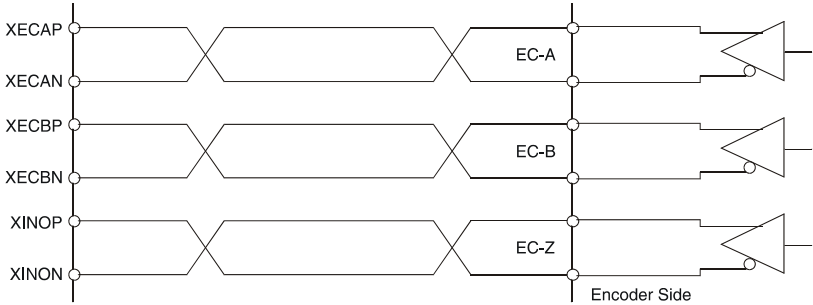 XECAP
EC-A
XECAN
XECBP
EC-B
XECBN
XINOP
EC-Z
XINON
Encoder Side